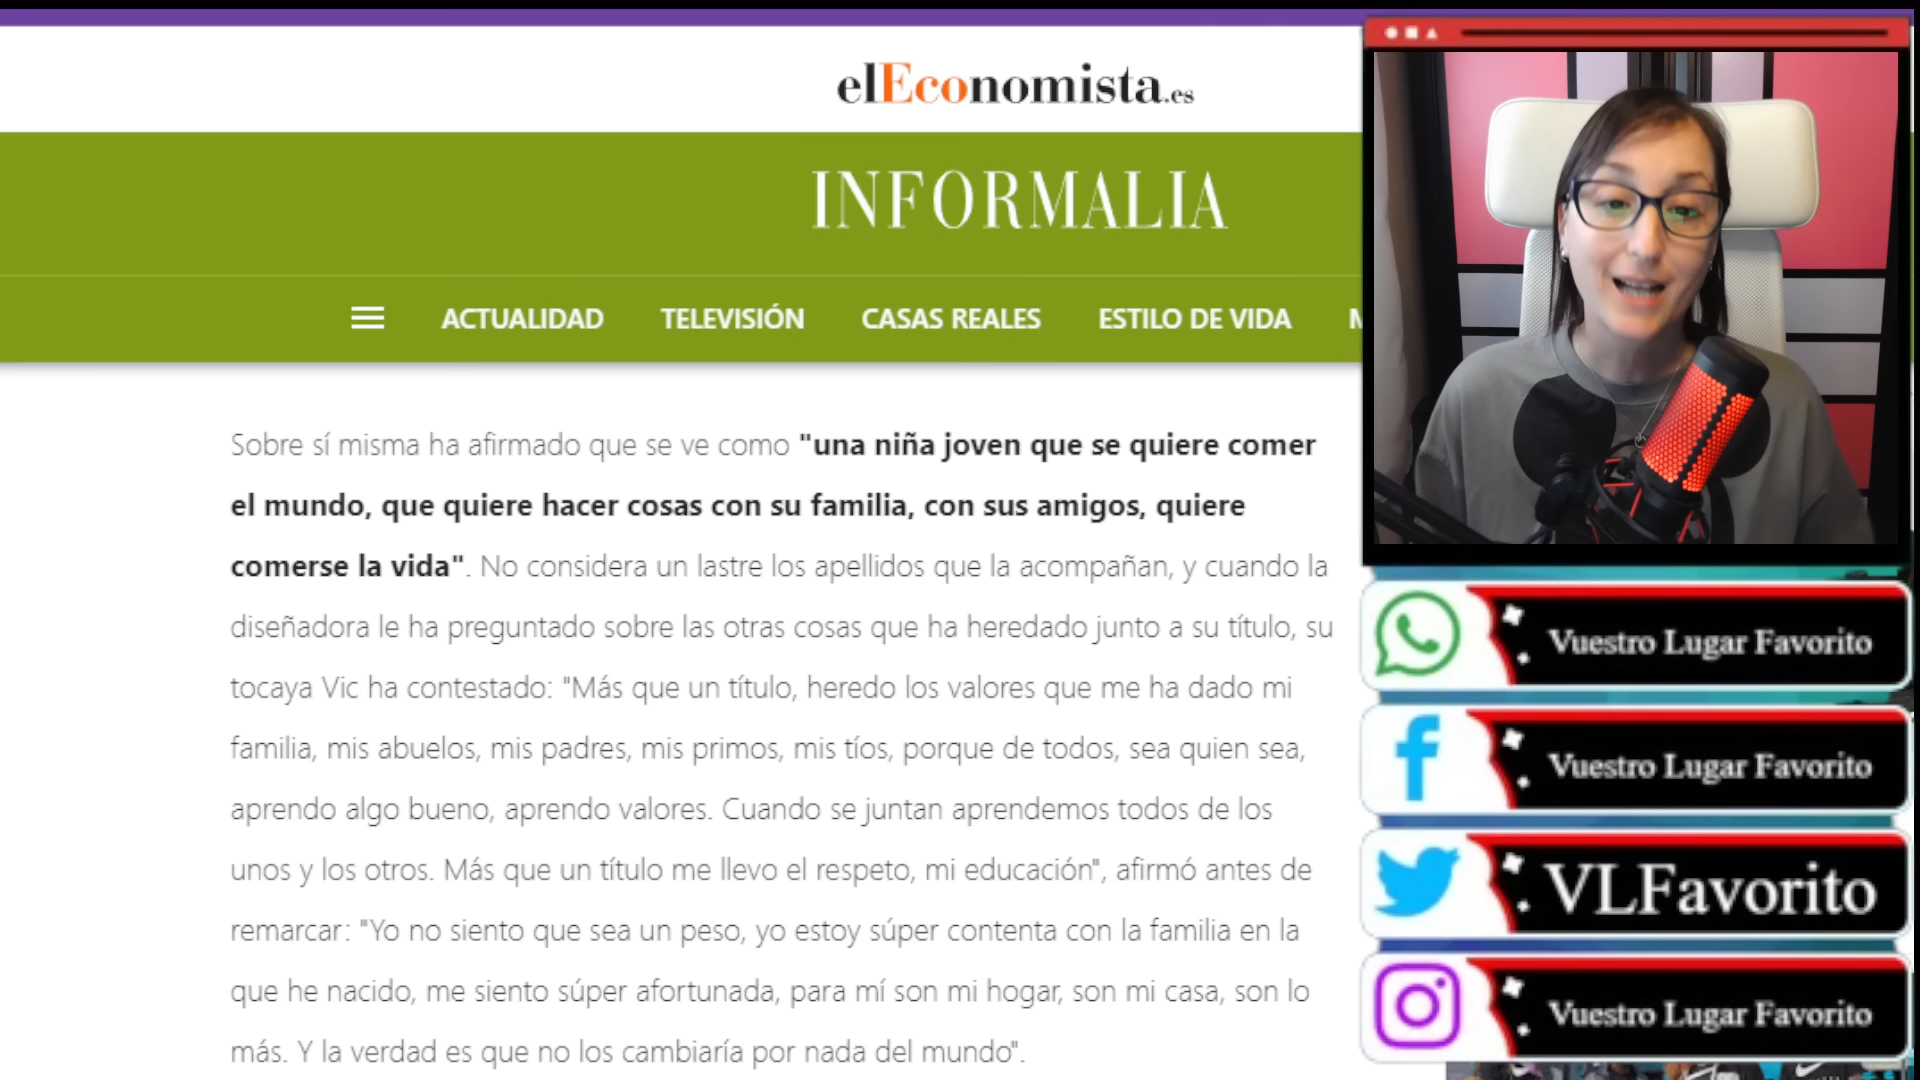 elEconomista.es
INFORMALIA
ACTUALIDAD TELEVISIÓN CASAS REALES ESTILO DE VIDA M
Sobre sí misma ha afirmado que se ve como "una niña joven que se quiere comer
el mundo, que quiere hacer cosas con su familia, con sus amigos, quiere
comerse la vida". No considera un lastre los apellidos que la acompañan, y cuando la
diseñadora le ha preguntado sobre las otras cosas que ha heredado junto a su título, su
tocaya Vic ha contestado: "Más que un título, heredo los valores que me ha dado mi
familia, mis abuelos, mis padres, mis primos, mis tíos, porque de todos, sea quien sea,
aprendo algo bueno, aprendo valores. Cuando se juntan aprendemos todos de los
unos y los otros. Más que un título me llevo el respeto, mi educación", afirmó antes de
remarcar: "Yo no siento que sea un peso, yo estoy súper contenta con la familia en la
que he nacido, me siento súper afortunada, para mí son mi hogar, son mi casa, son lo
más. Y la verdad es que no los cambiaría por nada del mundo".
Vuestro Lugar Favorito
Vuestro Lugar Favorito
VLFavorito
Vuestro Lugar Favorito